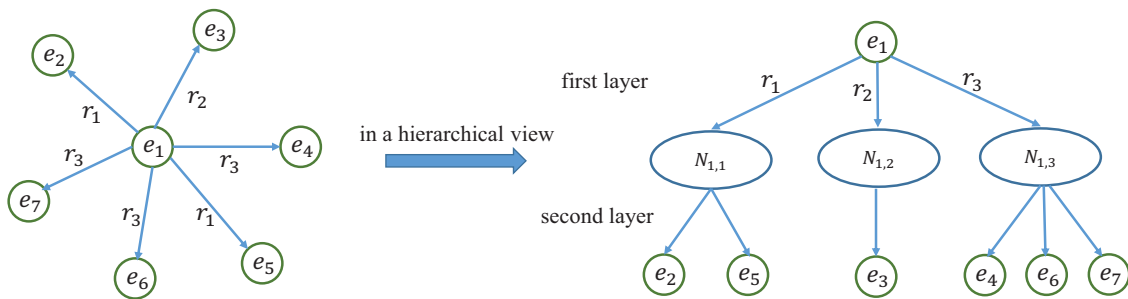 e₃
e₂
r₂
r₁
e₁
e₄
r₃
r₃
e₇
r₃
r₁
e₅
e₆
in a hierarchical view
e₁
first layer
r₁
r₂
r₃
N₁,₁
N₁,₂
N₁,₃
second layer
e₂
e₅
e₃
e₄
e₆
e₇